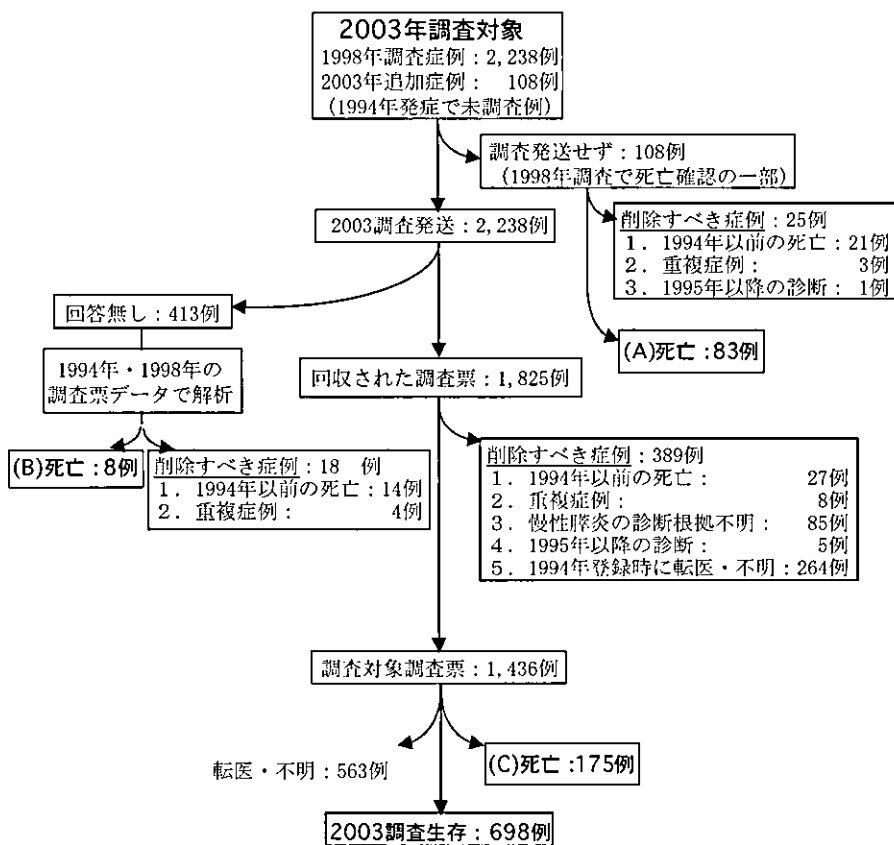 2003年調査対象
1998年調査症例：2,238例
2003年追加症例： 108例
(1994年発症で未調査例)
調査発送せず：108例
(1998年調査で死亡確認の一部)
削除すべき症例：25例
1．1994年以前の死亡：21例
2．重複症例： 3例
3．1995年以降の診断：1例
2003調査発送：2,238例
回答無し：413例
(A)死亡：83例
1994年・1998年の
調査票データで解析
回収された調査票：1,825例
(B)死亡：8例
削除すべき症例：18 例
1．1994年以前の死亡：14例
2．重複症例： 4例
削除すべき症例：389例
1．1994年以前の死亡： 27例
2．重複症例： 8例
3．慢性膵炎の診断根拠不明： 85例
4．1995年以降の診断： 5例
5．1994年登録時に転医・不明：264例
調査対象調査票：1,436例
転医・不明：563例
(C)死亡：175例
2003調査生存：698例